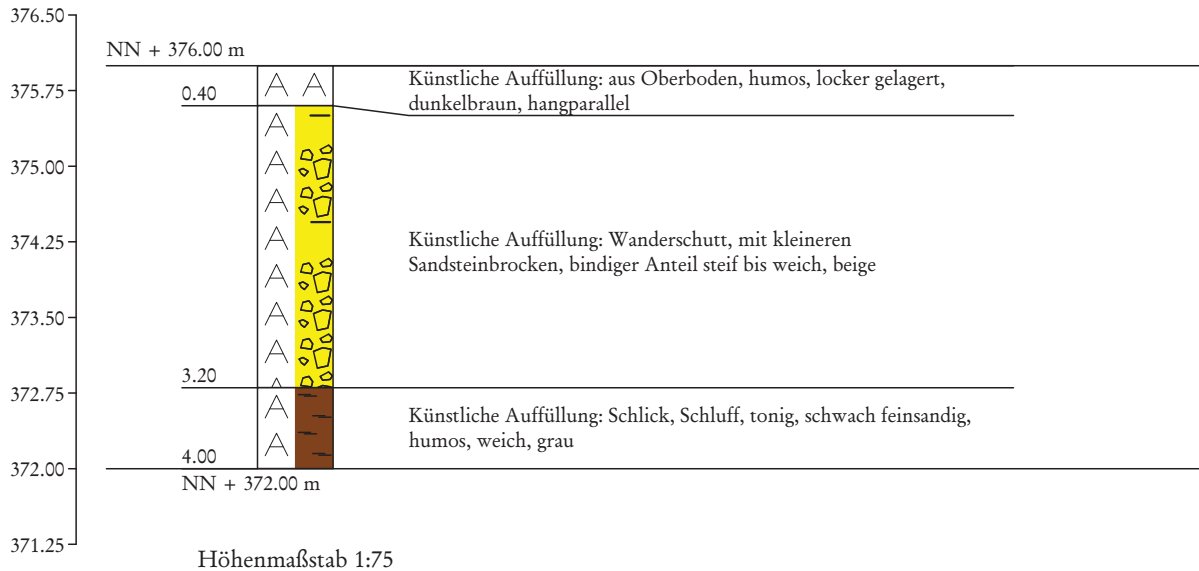 376.50
NN + 376.00 m
375.75
0.40
A A
Künstliche Auffüllung: aus Oberboden, humos, locker gelagert,
dunkelbraun, hangparallel
A
375.00
A
A
374.25
A
Künstliche Auffüllung: Wanderschutt, mit kleineren
Sandsteinbrocken, bindiger Anteil steif bis weich, beige
A
373.50
A
A
3.20
372.75
A
Künstliche Auffüllung: Schlick, Schluff, tonig, schwach feinsandig,
humos, weich, grau
A
4.00
372.00
NN + 372.00 m
371.25
Höhenmaßstab 1:75